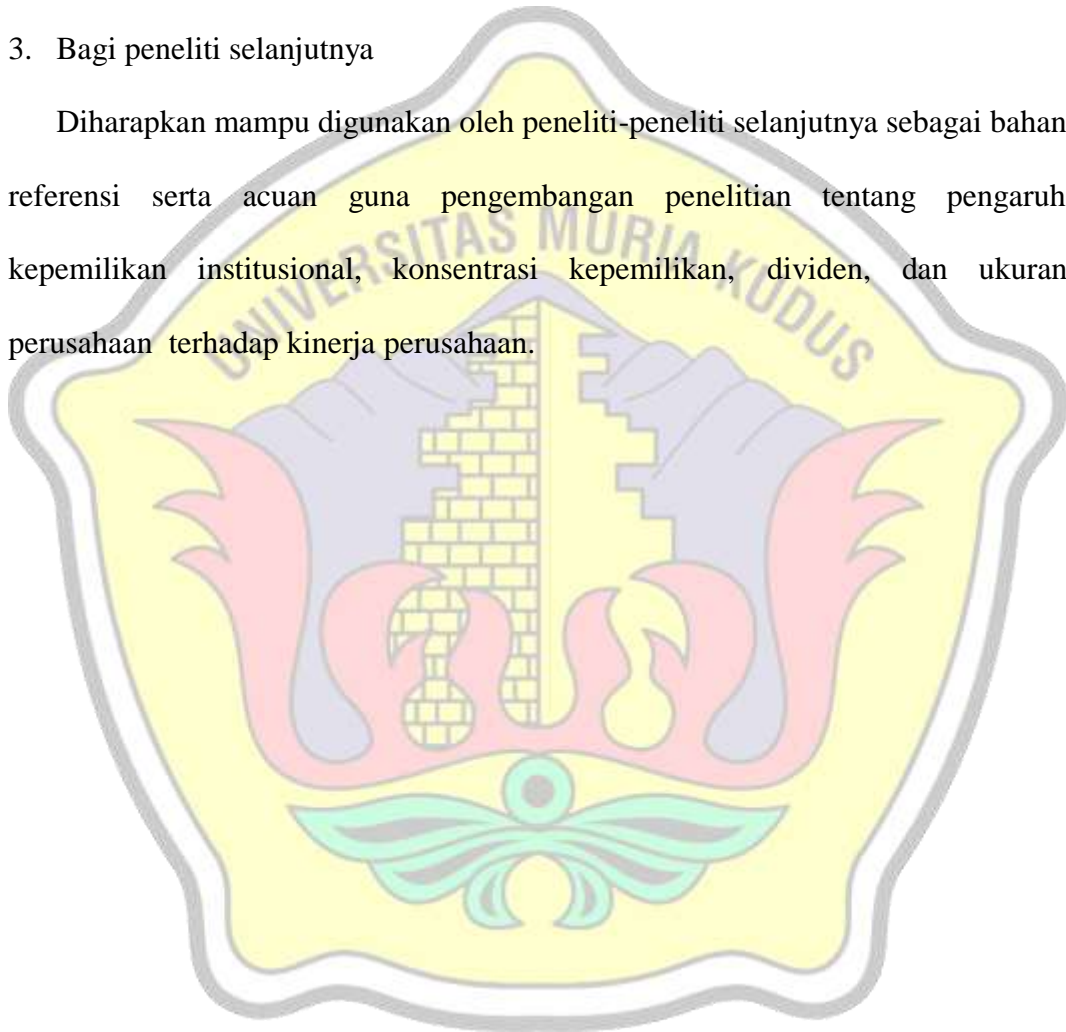 3. Bagi peneliti selanjutnya
Diharapkan mampu digunakan oleh peneliti-peneliti selanjutnya sebagai bahan
referensi serta acuan guna pengembangan penelitian tentang pengaruh
kepemilikan institusional, konsentrasi kepemilikan, dividen, dan ukuran
perusahaan terhadap kinerja perusahaan.
UNIVERSITAS MURIA KUDUS